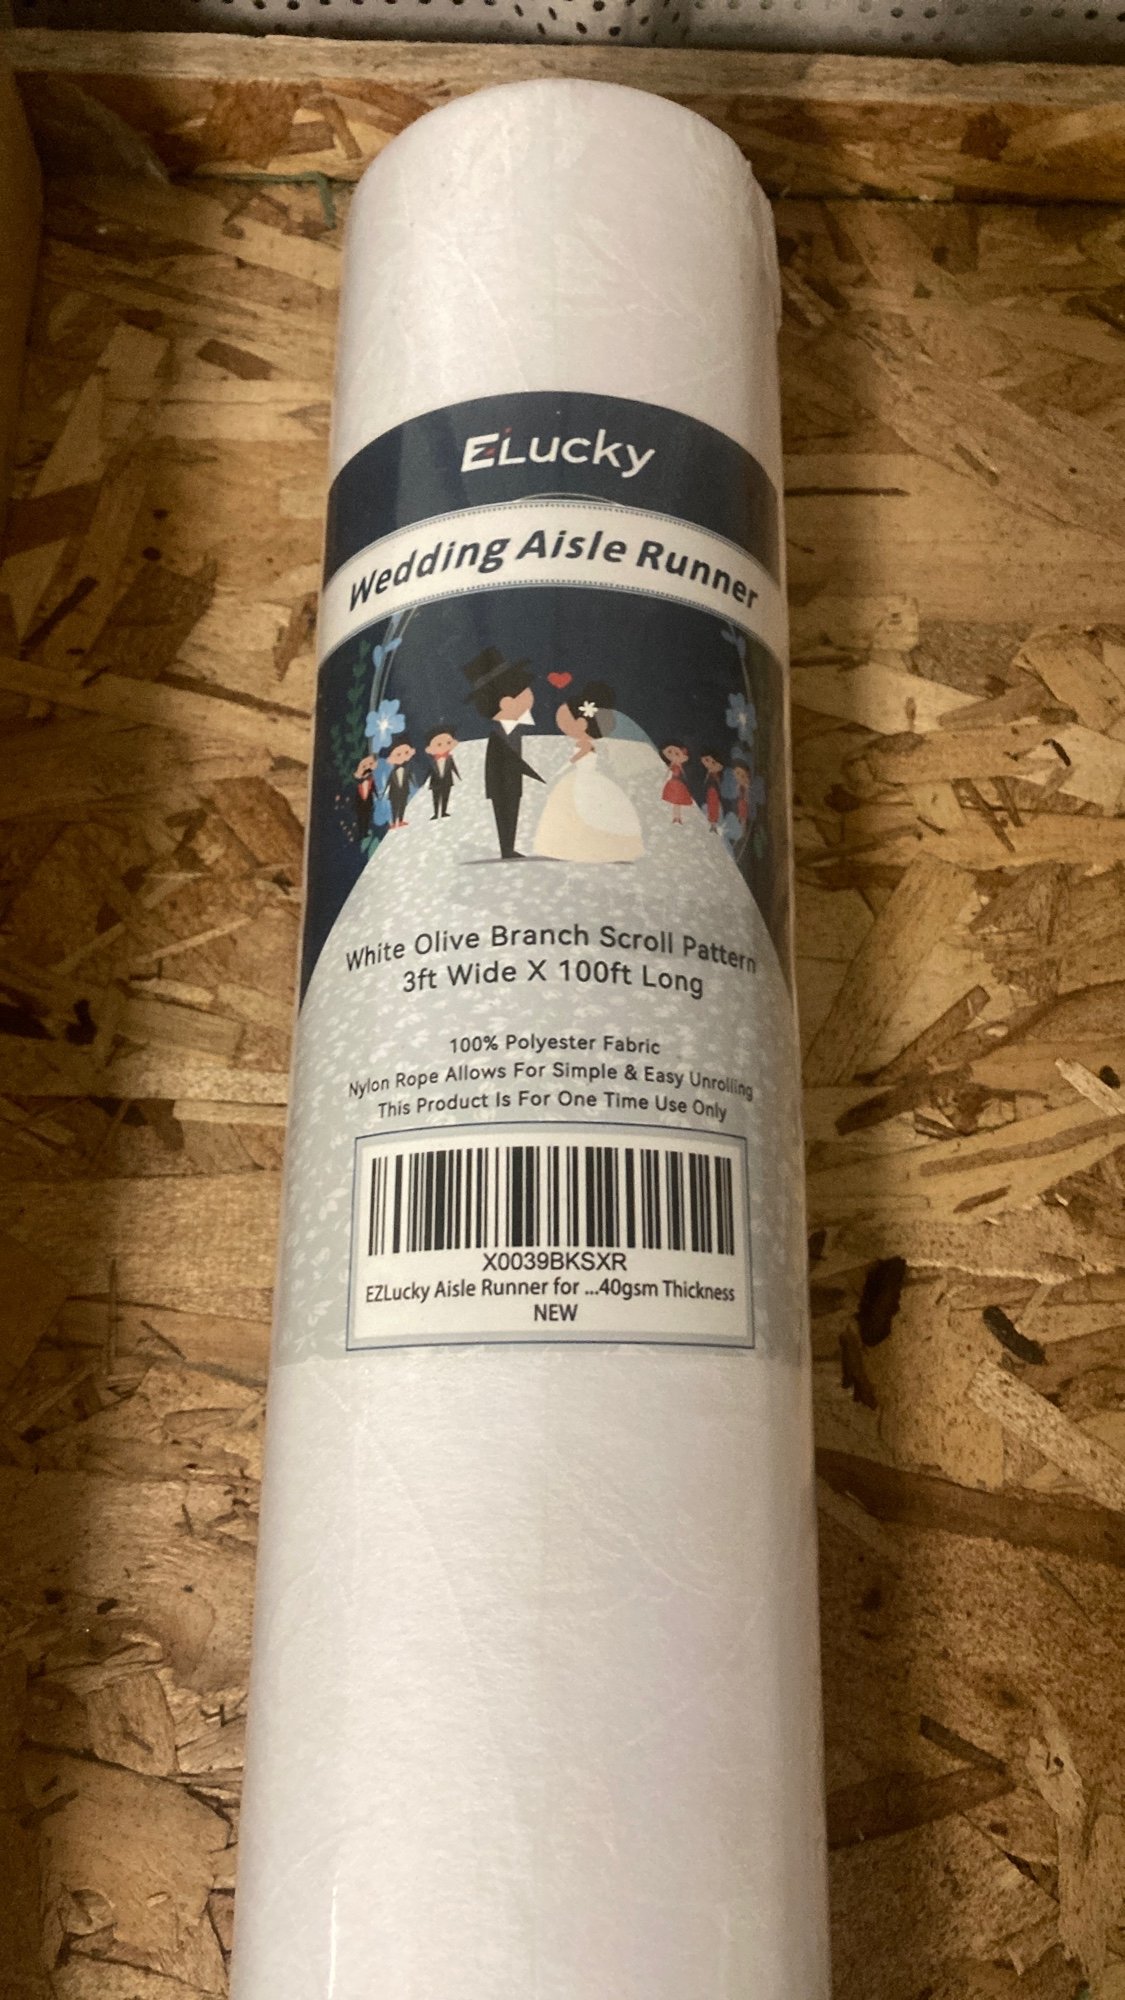 EZLucky
Wedding Aisle Runner
White Olive Branch Scroll Pattern
3ft Wide X 100ft Long
100% Polyester Fabric
Nylon Rope Allows For Simple & Easy Unrolling
This Product Is For One Time Use Only
X0039BKSXR
EZLucky Aisle Runner for ...40gsm Thickness
NEW